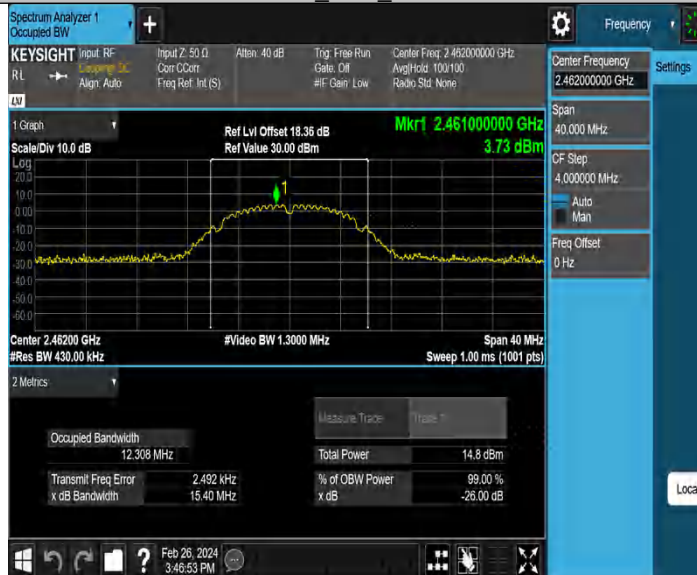 Spectrum Analyzer 1
Occupied BW
Frequency
KEYSIGHT
RL
Input: RF
Coupling: DC
Align: Auto
Input Z: 50 Ω
Corr CCorr
Freq Ref: Int (S)
Atten: 40 dB
Trig: Free Run
Gate: Off
#IF Gain: Low
Center Freq: 2.462000000 GHz
Avg|Hold: 100/100
Radio Std: None
LXI
1 Graph
Scale/Div 10.0 dB
Ref Lvl Offset 18.36 dB
Ref Value 30.00 dBm
Mkr1 2.461000000 GHz
3.73 dBm
Log
20.0
10.0
0.00
-10.0
-20.0
-30.0
-40.0
-50.0
-60.0
1
Center 2.46200 GHz
#Res BW 430.00 kHz
#Video BW 1.3000 MHz
Span 40 MHz
Sweep 1.00 ms (1001 pts)
2 Metrics
Measure Trace
Trace 1
Occupied Bandwidth
12.308 MHz
Total Power
14.8 dBm
Transmit Freq Error
2.492 kHz
% of OBW Power
99.00 %
x dB Bandwidth
15.40 MHz
x dB
-26.00 dB
Feb 26, 2024
3:46:53 PM
Center Frequency
2.462000000 GHz
Settings
Span
40.000 MHz
CF Step
4.000000 MHz
Auto
Man
Freq Offset
0 Hz
Loca